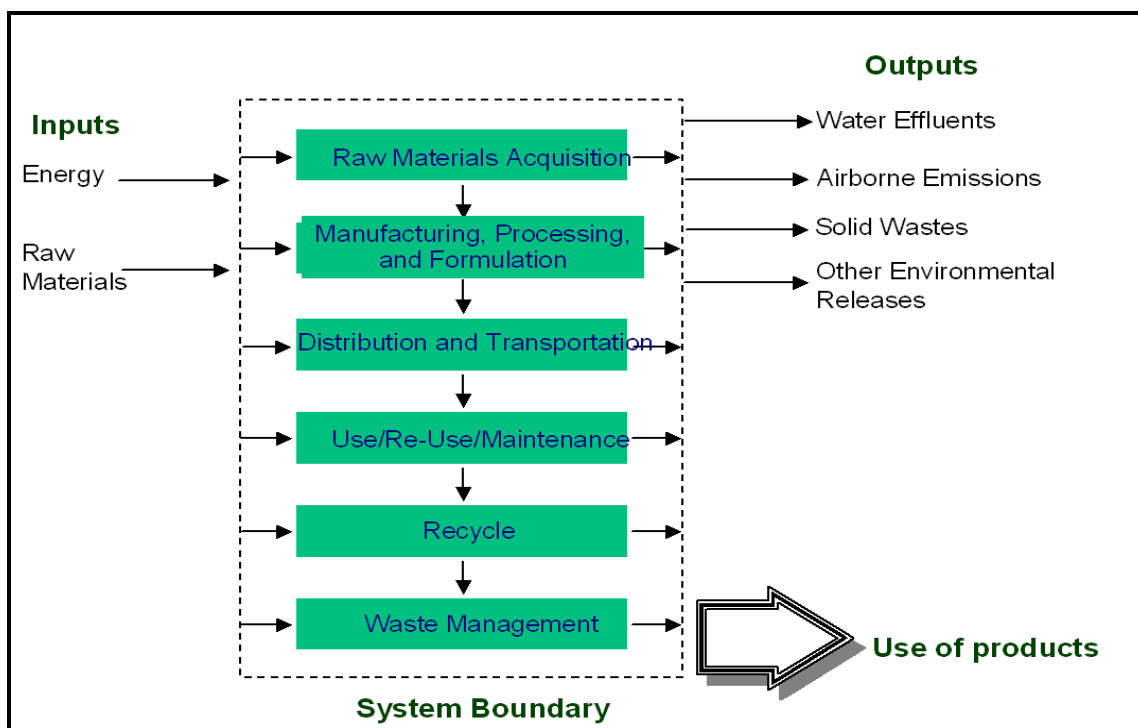 Inputs
Energy
Raw
Materials
Raw Materials Acquisition
Manufacturing, Processing,
and Formulation
Distribution and Transportation
Use/Re-Use/Maintenance
Recycle
Waste Management
System Boundary
Outputs
Water Effluents
Airborne Emissions
Solid Wastes
Other Environmental
Releases
Use of products